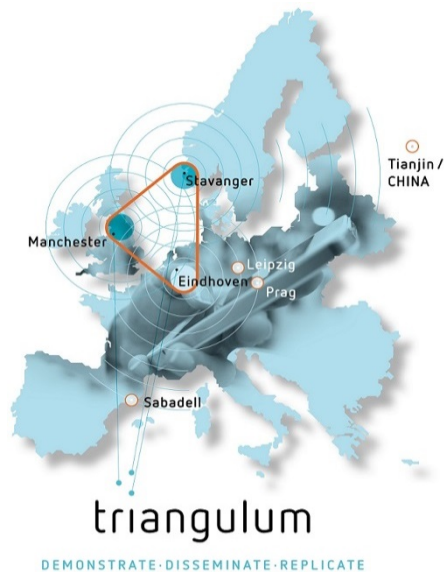 Stavanger
Tianjin /
CHINA
Manchester
Leipzig
Eindhoven
Prag
Sabadell
triangulum
DEMONSTRATE·DISSEMINATE·REPLICATE